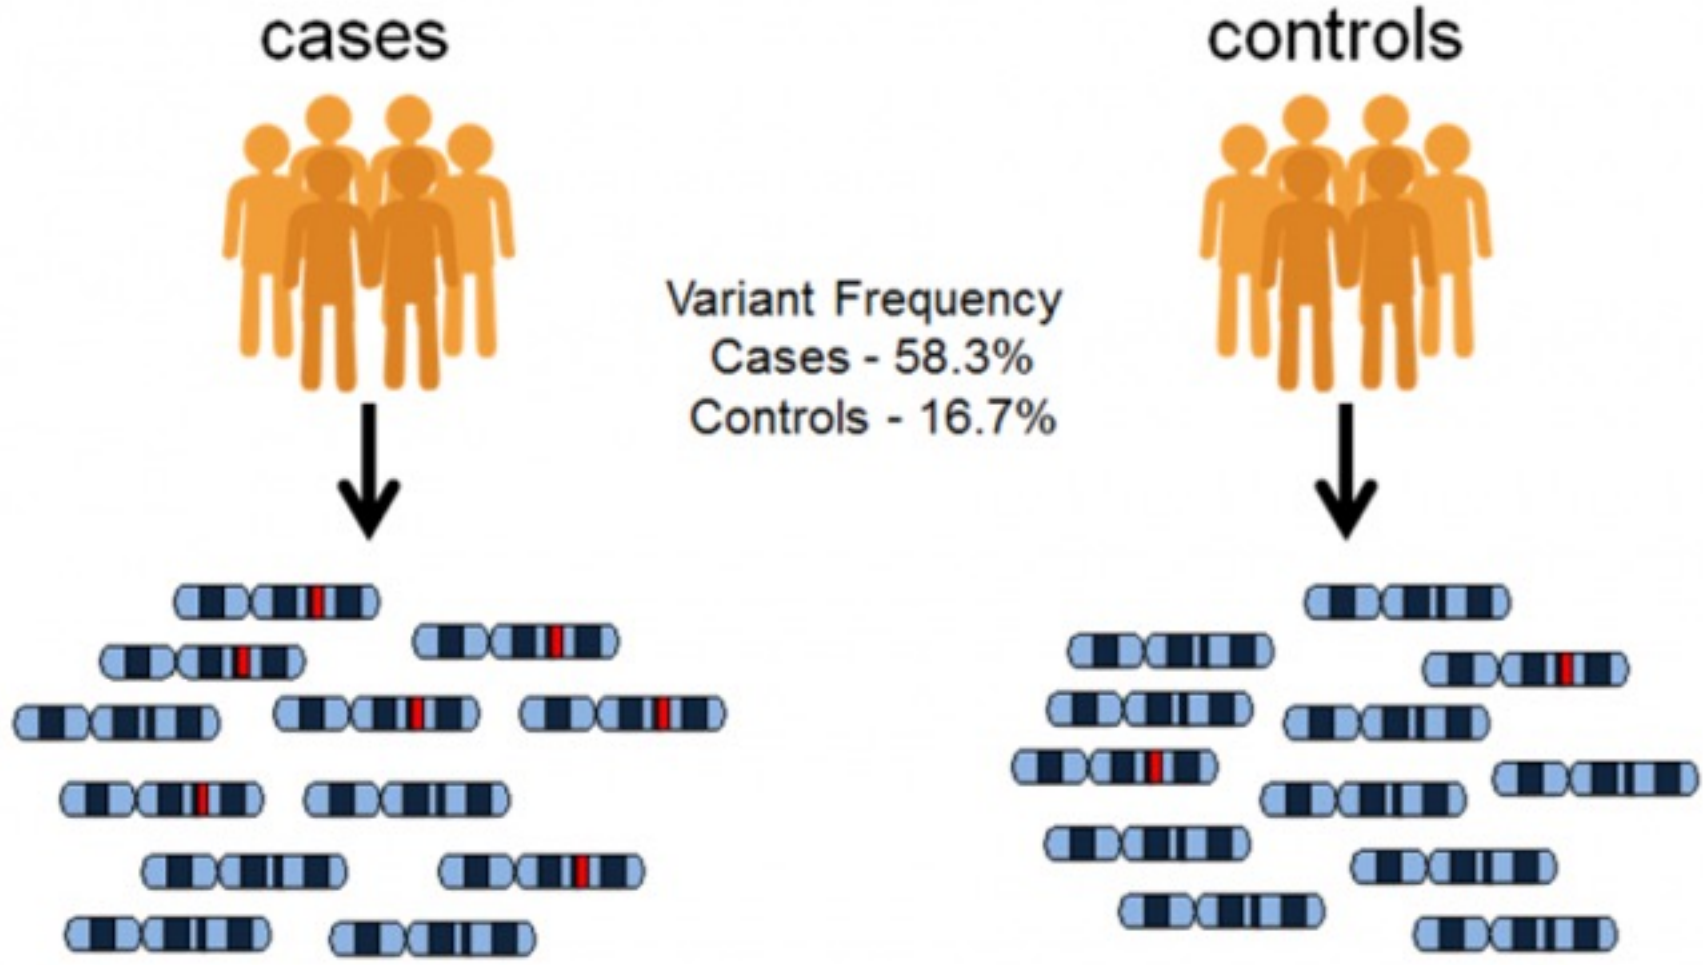 cases
controls
Variant Frequency
Cases - 58.3%
Controls - 16.7%